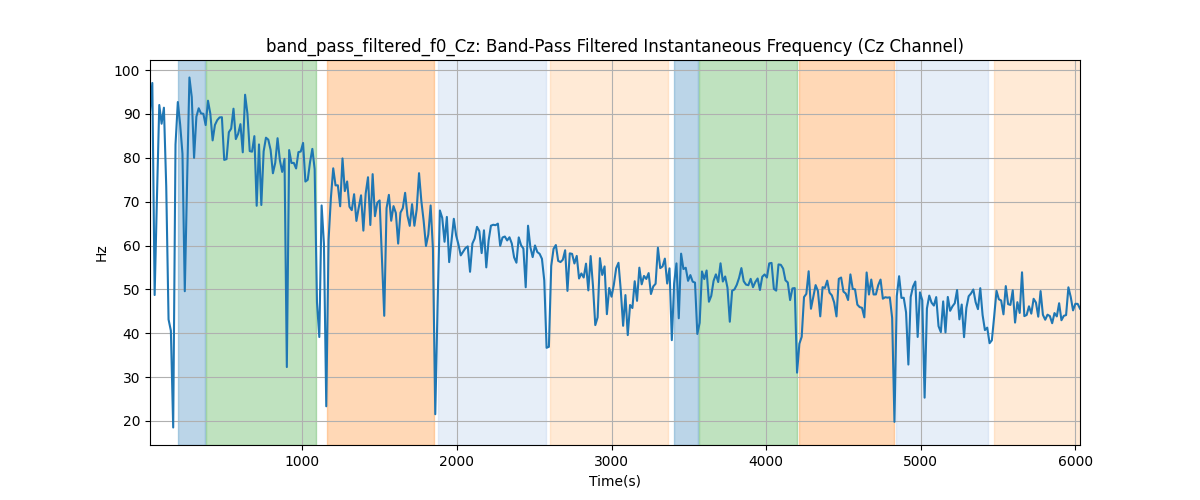 band_pass_filtered_f0_Cz: Band-Pass Filtered Instantaneous Frequency (Cz Channel)
100
90
80
70
60
50
40
30
20
Hz
1000 2000 3000 4000 5000 6000
Time(s)